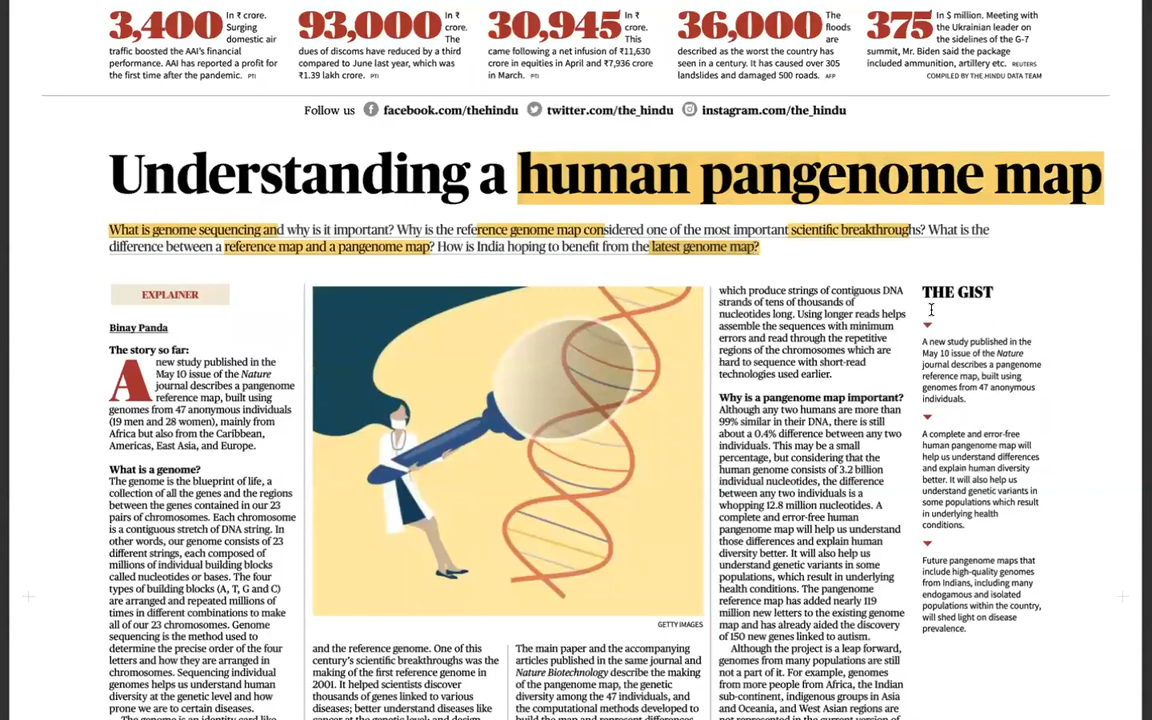 3,400 In ₹ crore.
Surging
domestic air
traffic boosted the AAI's financial
performance. AAI has reported a profit for
the first time after the pandemic. PTI
93,000 In ₹
crore.
The
dues of discoms have reduced by a third
compared to June last year, which was
₹1.39 lakh crore. PTI
30,945 In ₹
crore.
This
came following a net infusion of ₹11,630
crore in equities in April and ₹7,936 crore
in March. PTI
36,000 The
floods
are
described as the worst the country has
seen in a century. It has caused over 305
landslides and damaged 500 roads. AFP
375 In $ million. Meeting with
the Ukrainian leader on
the sidelines of the G-7
summit, Mr. Biden said the package
included ammunition, artillery etc. REUTERS
COMPILED BY THE HINDU DATA TEAM
Follow us facebook.com/thehindu twitter.com/the_hindu instagram.com/the_hindu
Understanding a human pangenome map
What is genome sequencing and why is it important? Why is the reference genome map considered one of the most important scientific breakthroughs? What is the
difference between a reference map and a pangenome map? How is India hoping to benefit from the latest genome map?
EXPLAINER
Binay Panda
The story so far:
A new study published in the
May 10 issue of the Nature
journal describes a pangenome
reference map, built using
genomes from 47 anonymous individuals
(19 men and 28 women), mainly from
Africa but also from the Caribbean,
Americas, East Asia, and Europe.
What is a genome?
The genome is the blueprint of life, a
collection of all the genes and the regions
between the genes contained in our 23
pairs of chromosomes. Each chromosome
is a contiguous stretch of DNA string. In
other words, our genome consists of 23
different strings, each composed of
millions of individual building blocks
called nucleotides or bases. The four
types of building blocks (A, T, G and C)
are arranged and repeated millions of
times in different combinations to make
all of our 23 chromosomes. Genome
sequencing is the method used to
determine the precise order of the four
letters and how they are arranged in
chromosomes. Sequencing individual
genomes helps us understand human
diversity at the genetic level and how
prone we are to certain diseases.
The genome is an identity card like
GETTY IMAGES
and the reference genome. One of this
century's scientific breakthroughs was the
making of the first reference genome in
2001. It helped scientists discover
thousands of genes linked to various
diseases; better understand diseases like
cancer at the genetic level; and design
The main paper and the accompanying
articles published in the same journal and
Nature Biotechnology describe the making
of the pangenome map, the genetic
diversity among the 47 individuals, and
the computational methods developed to
build the map and represent differences
which produce strings of contiguous DNA
strands of tens of thousands of
nucleotides long. Using longer reads helps
assemble the sequences with minimum
errors and read through the repetitive
regions of the chromosomes which are
hard to sequence with short-read
technologies used earlier.
Why is a pangenome map important?
Although any two humans are more than
99% similar in their DNA, there is still
about a 0.4% difference between any two
individuals. This may be a small
percentage, but considering that the
human genome consists of 3.2 billion
individual nucleotides, the difference
between any two individuals is a
whopping 12.8 million nucleotides. A
complete and error-free human
pangenome map will help us understand
those differences and explain human
diversity better. It will also help us
understand genetic variants in some
populations, which result in underlying
health conditions. The pangenome
reference map has added nearly 119
million new letters to the existing genome
map and has already aided the discovery
of 150 new genes linked to autism.
Although the project is a leap forward,
genomes from many populations are still
not a part of it. For example, genomes
from more people from Africa, the Indian
sub-continent, indigenous groups in Asia
and Oceania, and West Asian regions are
not represented in the current version of
THE GIST
A new study published in the
May 10 issue of the Nature
journal describes a pangenome
reference map, built using
genomes from 47 anonymous
individuals.
A complete and error-free
human pangenome map will
help us understand differences
and explain human diversity
better. It will also help us
understand genetic variants in
some populations which result
in underlying health
conditions.
Future pangenome maps that
include high-quality genomes
from Indians, including many
endogamous and isolated
populations within the country,
will shed light on disease
prevalence.